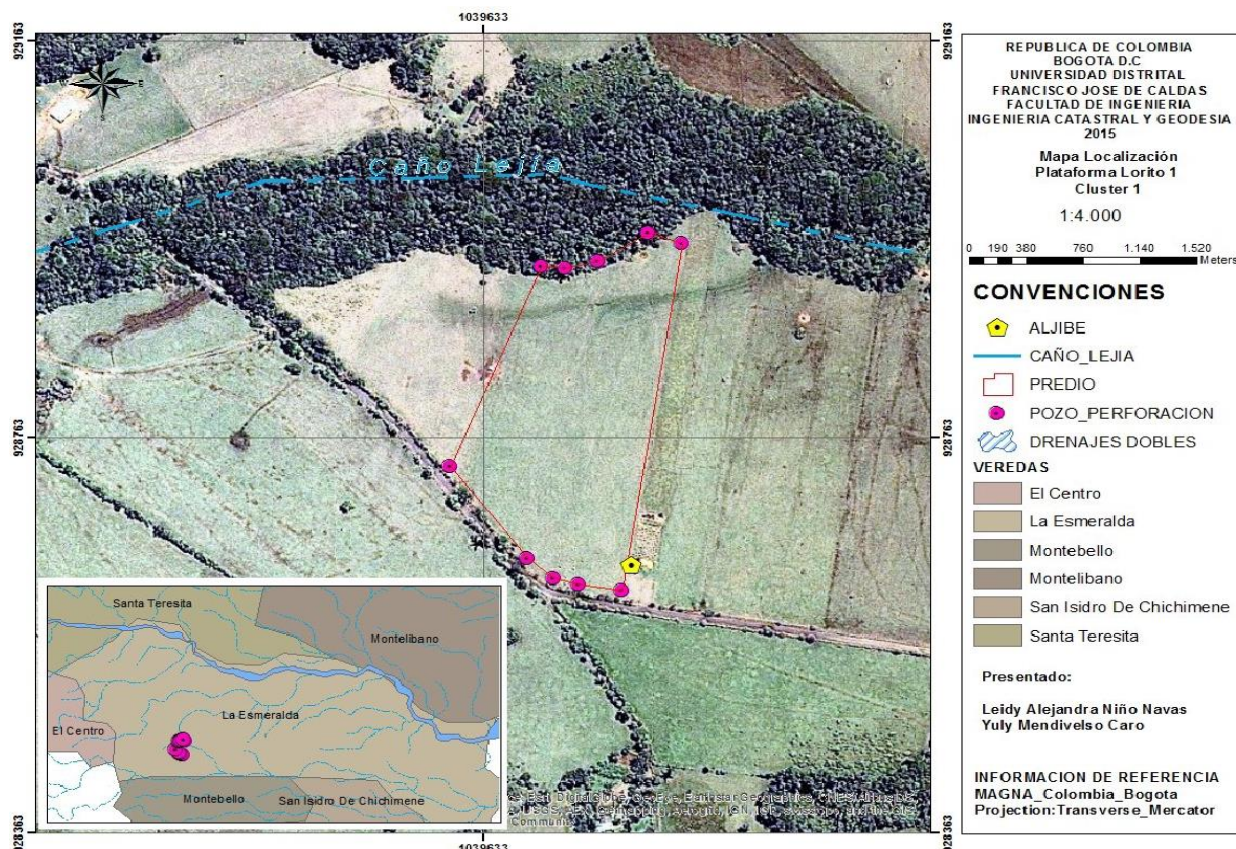 1039633
929163
929163
Caño Lejia
928763
928763
Santa Teresita
Montelibano
La Esmeralda
El Centro
Montebello
San Isidro De Chichimene
928363
928363
1039633
REPUBLICA DE COLOMBIA
BOGOTA D.C
UNIVERSIDAD DISTRITAL
FRANCISCO JOSE DE CALDAS
FACULTAD DE INGENIERIA
INGENIERIA CATASTRAL Y GEODESIA
2015
Mapa Localización
Plataforma Lorito 1
Cluster 1
1:4.000
0 190 380 760 1.140 1.520
Meters
CONVENCIONES
ALJIBE
CAÑO_LEJIA
PREDIO
POZO_PERFORACION
DRENAJES DOBLES
VEREDAS
El Centro
La Esmeralda
Montebello
Montelibano
San Isidro De Chichimene
Santa Teresita
Presentado:
Leidy Alejandra Niño Navas
Yuly Mendivelso Caro
INFORMACION DE REFERENCIA
MAGNA_Colombia_Bogota
Projection:Transverse_Mercator